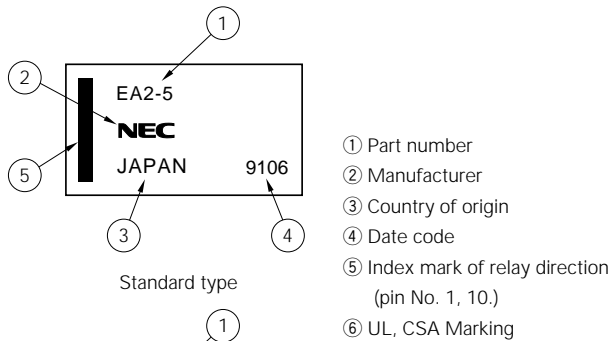 ①
②
EA2-5
NEC
JAPAN 9106
⑤
③
④
Standard type
①
① Part number
② Manufacturer
③ Country of origin
④ Date code
⑤ Index mark of relay direction
(pin No. 1, 10.)
⑥ UL, CSA Marking